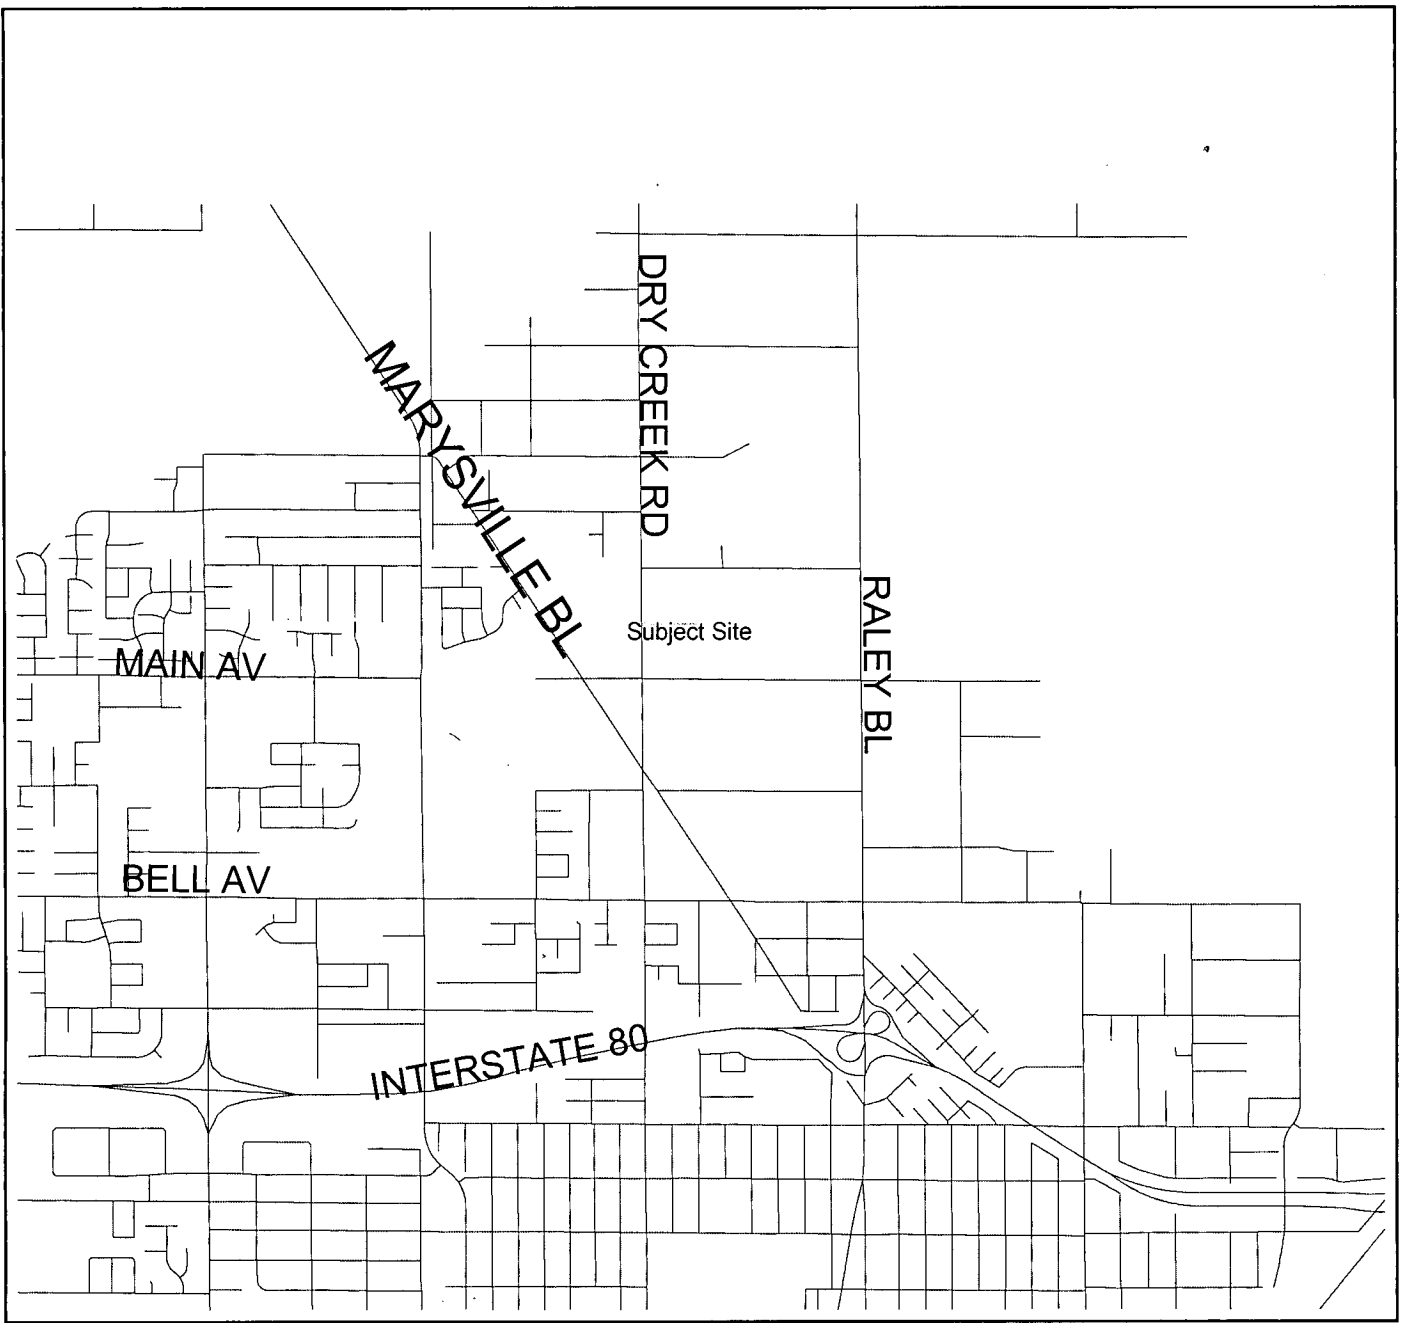 DRY CREEK RD
MARYSVILLE BL
RALEY BL
Subject Site
MAIN AV
BELL AV
INTERSTATE 80